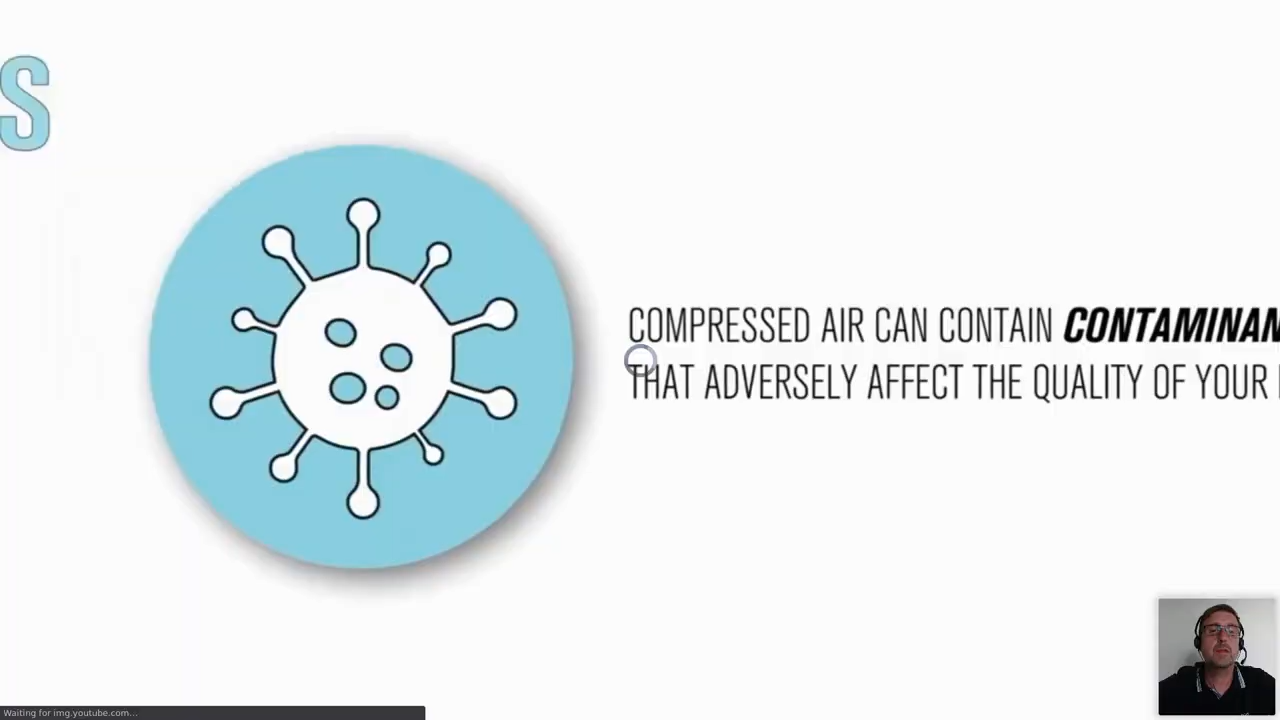 S
COMPRESSED AIR CAN CONTAIN CONTAMINAN
THAT ADVERSELY AFFECT THE QUALITY OF YOUR
Waiting for img.youtube.com...